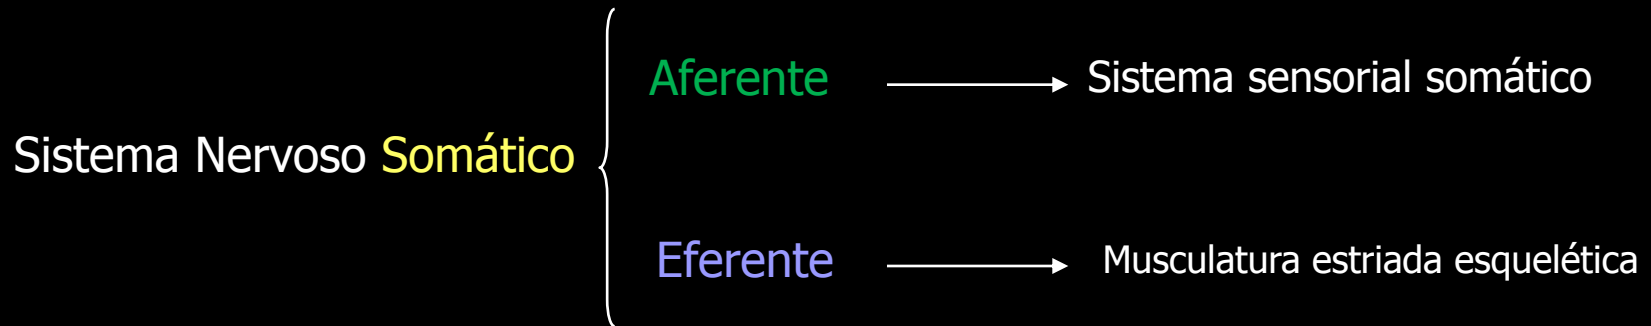 Aferente
Sistema sensorial somático
Sistema Nervoso Somático
Eferente
Musculatura estriada esquelética